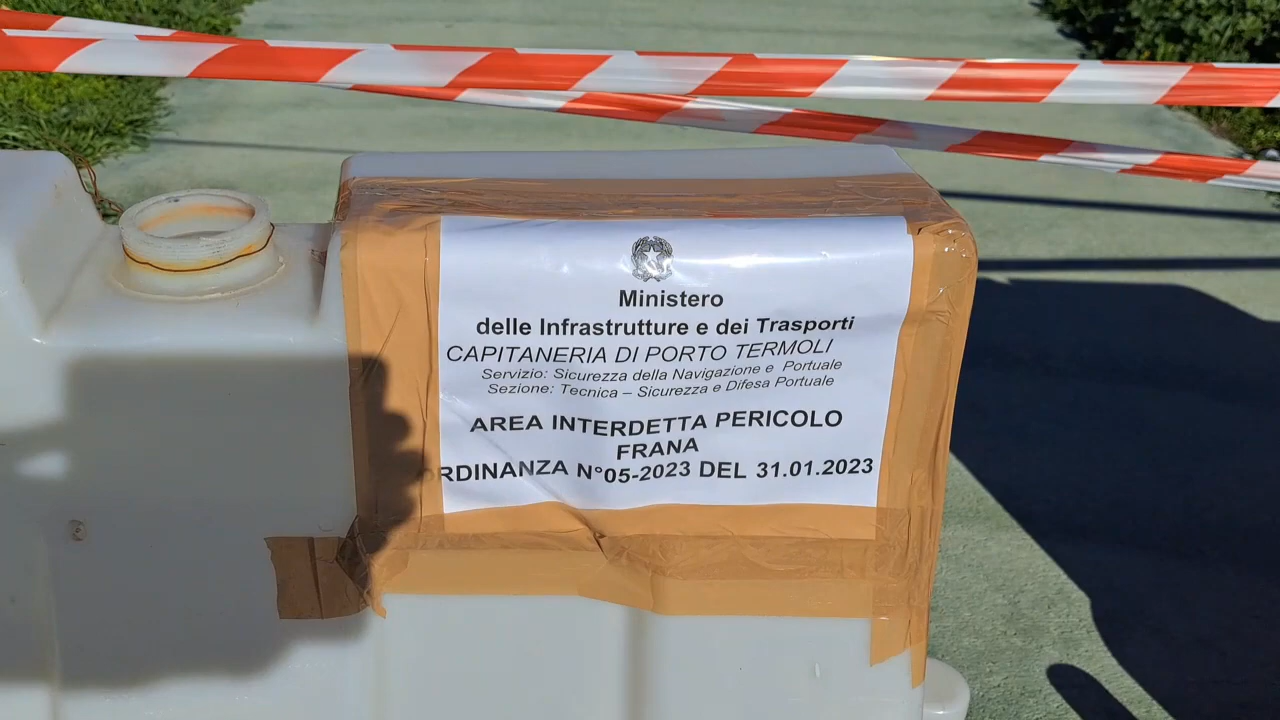 Ministero
delle Infrastrutture e dei Trasporti
CAPITANERIA DI PORTO TERMOLI
Servizio: Sicurezza della Navigazione e Portuale
Sezione: Tecnica – Sicurezza e Difesa Portuale
AREA INTERDETTA PERICOLO
FRANA
ORDINANZA N°05-2023 DEL 31.01.2023